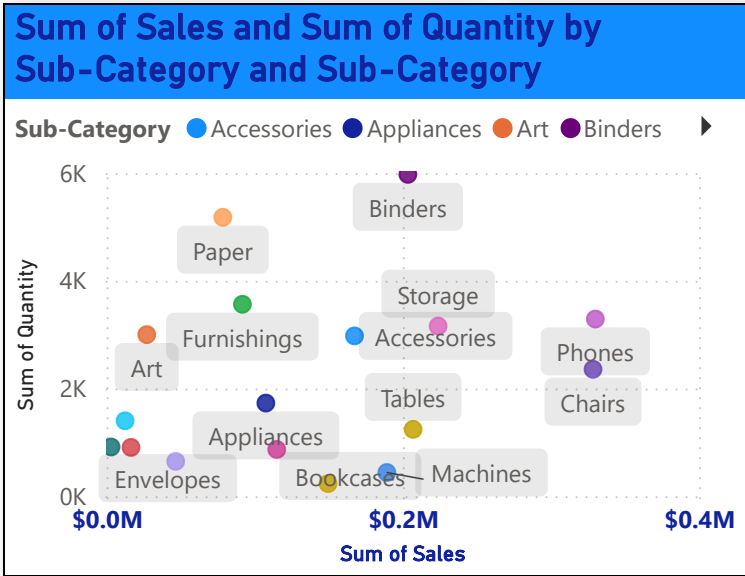 Sum of Sales and Sum of Quantity by
Sub-Category and Sub-Category
Sub-Category Accessories Appliances Art Binders
6K
Binders
Paper
4K
Storage
Furnishings
Accessories
Phones
Art
Sum of Quantity
2K
Tables
Chairs
Appliances
Envelopes
Bookcases
Machines
0K
$0.0M $0.2M $0.4M
Sum of Sales